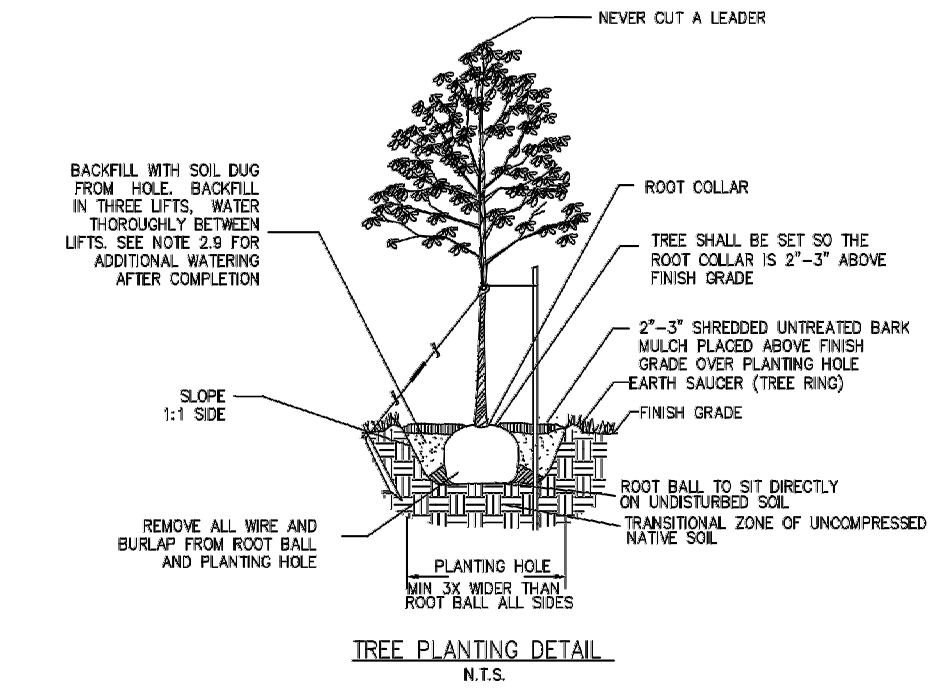 NEVER CUT A LEADER
BACKFILL WITH SOIL DUG
FROM HOLE. BACKFILL
IN THREE LIFTS, WATER
THOROUGHLY BETWEEN
LIFTS. SEE NOTE 2.9 FOR
ADDITIONAL WATERING
AFTER COMPLETION
ROOT COLLAR
TREE SHALL BE SET SO THE
ROOT COLLAR IS 2"-3" ABOVE
FINISH GRADE
2"-3" SHREDDED UNTREATED BARK
MULCH PLACED ABOVE FINISH
GRADE OVER PLANTING HOLE
EARTH SAUCER (TREE RING)
FINISH GRADE
SLOPE
1:1 SIDE
ROOT BALL TO SIT DIRECTLY
ON UNDISTURBED SOIL
TRANSITIONAL ZONE OF UNCOMPRESSED
NATIVE SOIL
REMOVE ALL WIRE AND
BURLAP FROM ROOT BALL
AND PLANTING HOLE
PLANTING HOLE
MIN 3X WIDER THAN
ROOT BALL ALL SIDES
TREE PLANTING DETAIL
N.T.S.